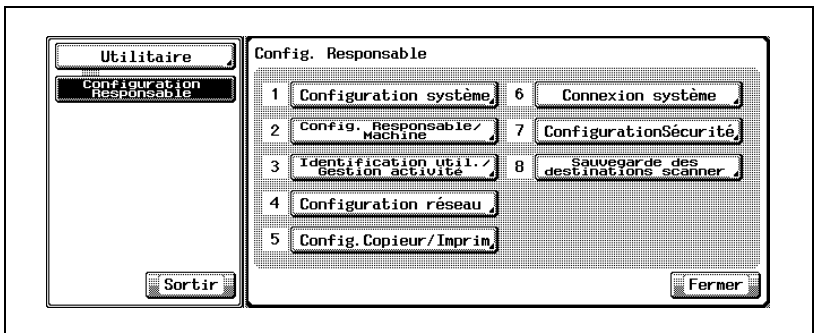 Utilitaire
Configuration
Responsable
Sortir
Config. Responsable
1 Configuration système
2 Config. Responsable/
Machine
3 Identification util./
Gestion activité
4 Configuration réseau
5 Config.Copieur/Imprim
6 Connexion système
7 ConfigurationSécurité
8 Sauvegarde des
destinations scanner
Fermer